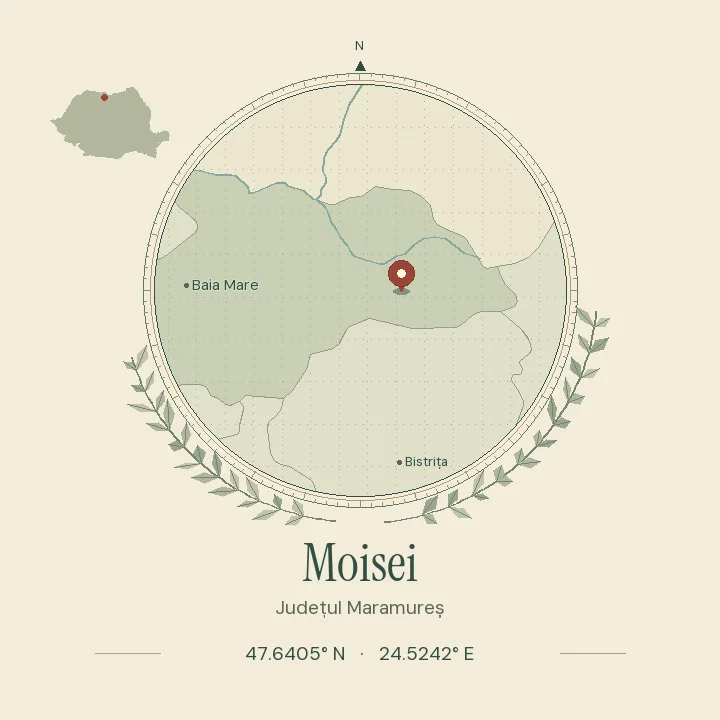 N
Baia Mare
Bistrița
Moisei
Județul Maramureș
47.6405° N · 24.5242° E